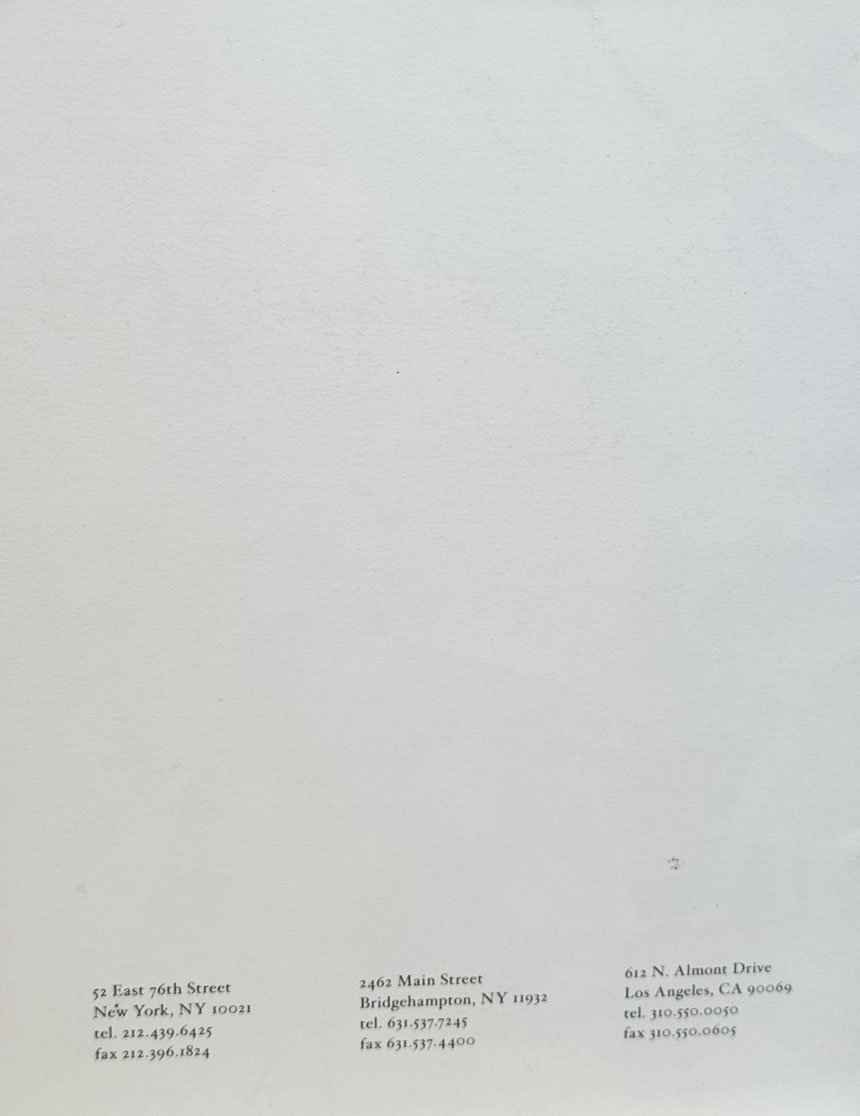 52 East 76th Street
New York, NY 10021
tel. 212.439.6425
fax 212.396.1824
2462 Main Street
Bridgehampton, NY 11932
tel. 631.537.7245
fax 631.537.4400
612 N. Almont Drive
Los Angeles, CA 90069
tel. 310.550.0050
fax 310.550.0605